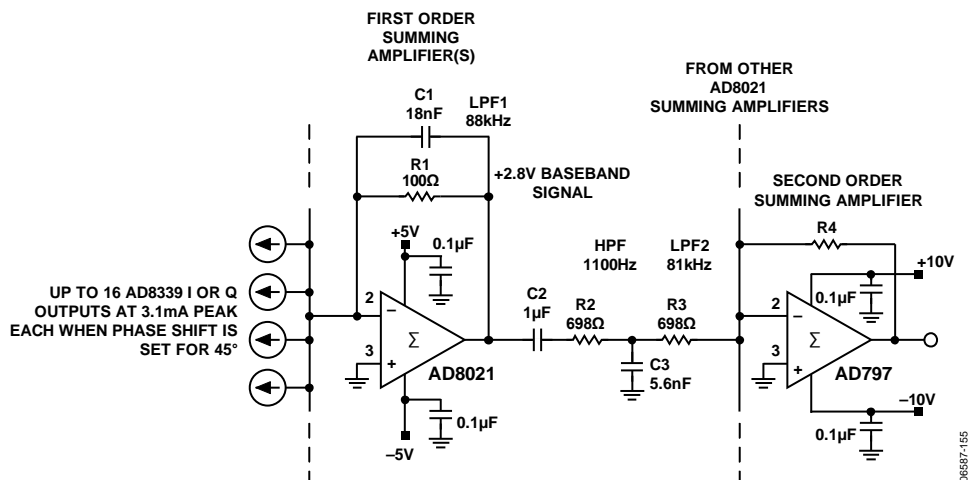 FIRST ORDER
SUMMING
AMPLIFIER(S)
C1
18nF
LPF1
88kHz
R1
100Ω
+2.8V BASEBAND
SIGNAL
FROM OTHER
AD8021
SUMMING AMPLIFIERS
SECOND ORDER
SUMMING AMPLIFIER
R4
UP TO 16 AD8339 I OR Q
OUTPUTS AT 3.1mA PEAK
EACH WHEN PHASE SHIFT IS
SET FOR 45°
+5V
0.1µF
2
–
3
+
Σ
AD8021
0.1µF
–5V
HPF
1100Hz
LPF2
81kHz
C2
1µF
R2
698Ω
R3
698Ω
C3
5.6nF
+10V
0.1µF
2
–
3
+
Σ
AD797
–10V
0.1µF
06587-155